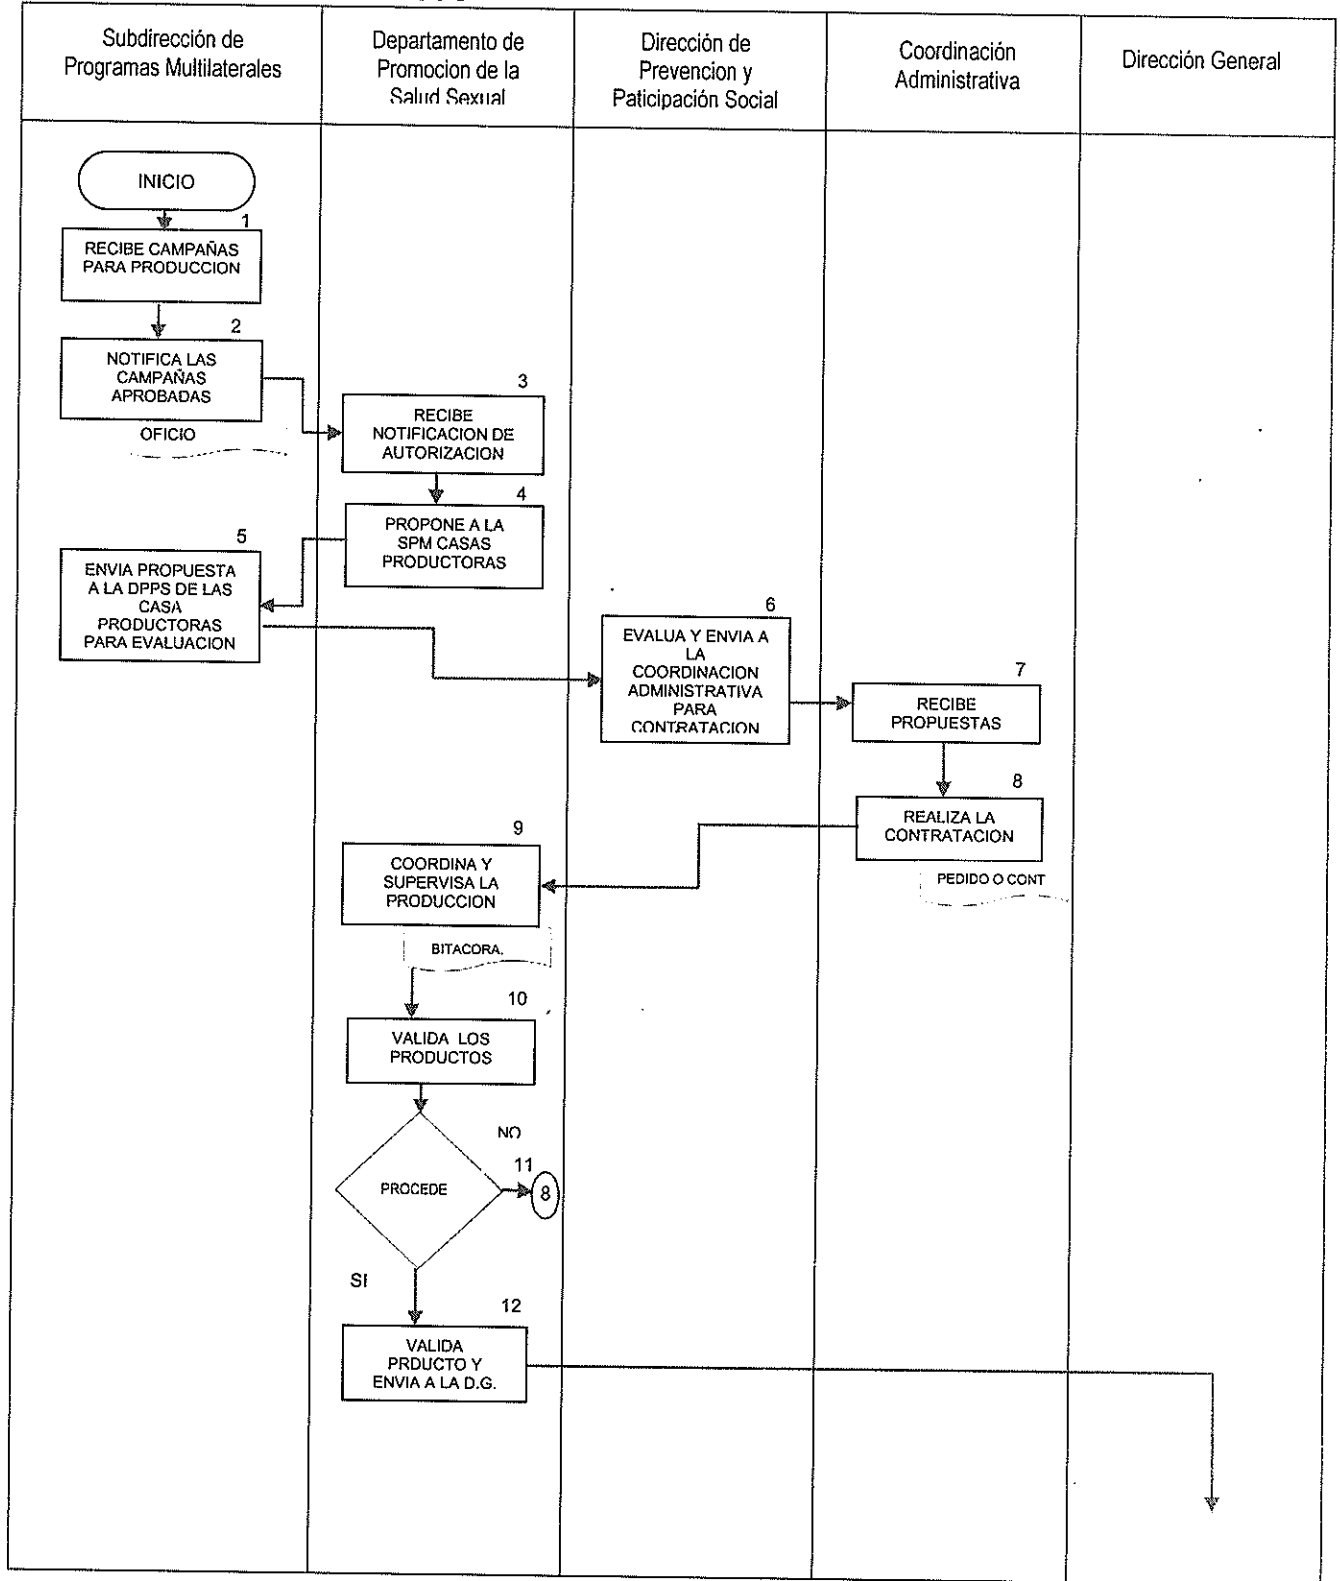 Subdirección de
Programas Multilaterales
Departamento de
Promocion de la
Salud Sexual
Dirección de
Prevencion y
Paticipación Social
Coordinación
Administrativa
Dirección General
INICIO
1
RECIBE CAMPAÑAS
PARA PRODUCCION
2
NOTIFICA LAS
CAMPAÑAS
APROBADAS
OFICIO
3
RECIBE
NOTIFICACION DE
AUTORIZACION
4
PROPONE A LA
SPM CASAS
PRODUCTORAS
5
ENVIA PROPUESTA
A LA DPPS DE LAS
CASA
PRODUCTORAS
PARA EVALUACION
6
EVALUA Y ENVIA A
LA
COORDINACION
ADMINISTRATIVA
PARA
CONTRATACION
7
RECIBE
PROPUESTAS
8
REALIZA LA
CONTRATACION
PEDIDO O CONT
9
COORDINA Y
SUPERVISA LA
PRODUCCION
BITACORA.
10
VALIDA LOS
PRODUCTOS
NO
11
PROCEDE
8
SI
12
VALIDA
PRDUCTO Y
ENVIA A LA D.G.